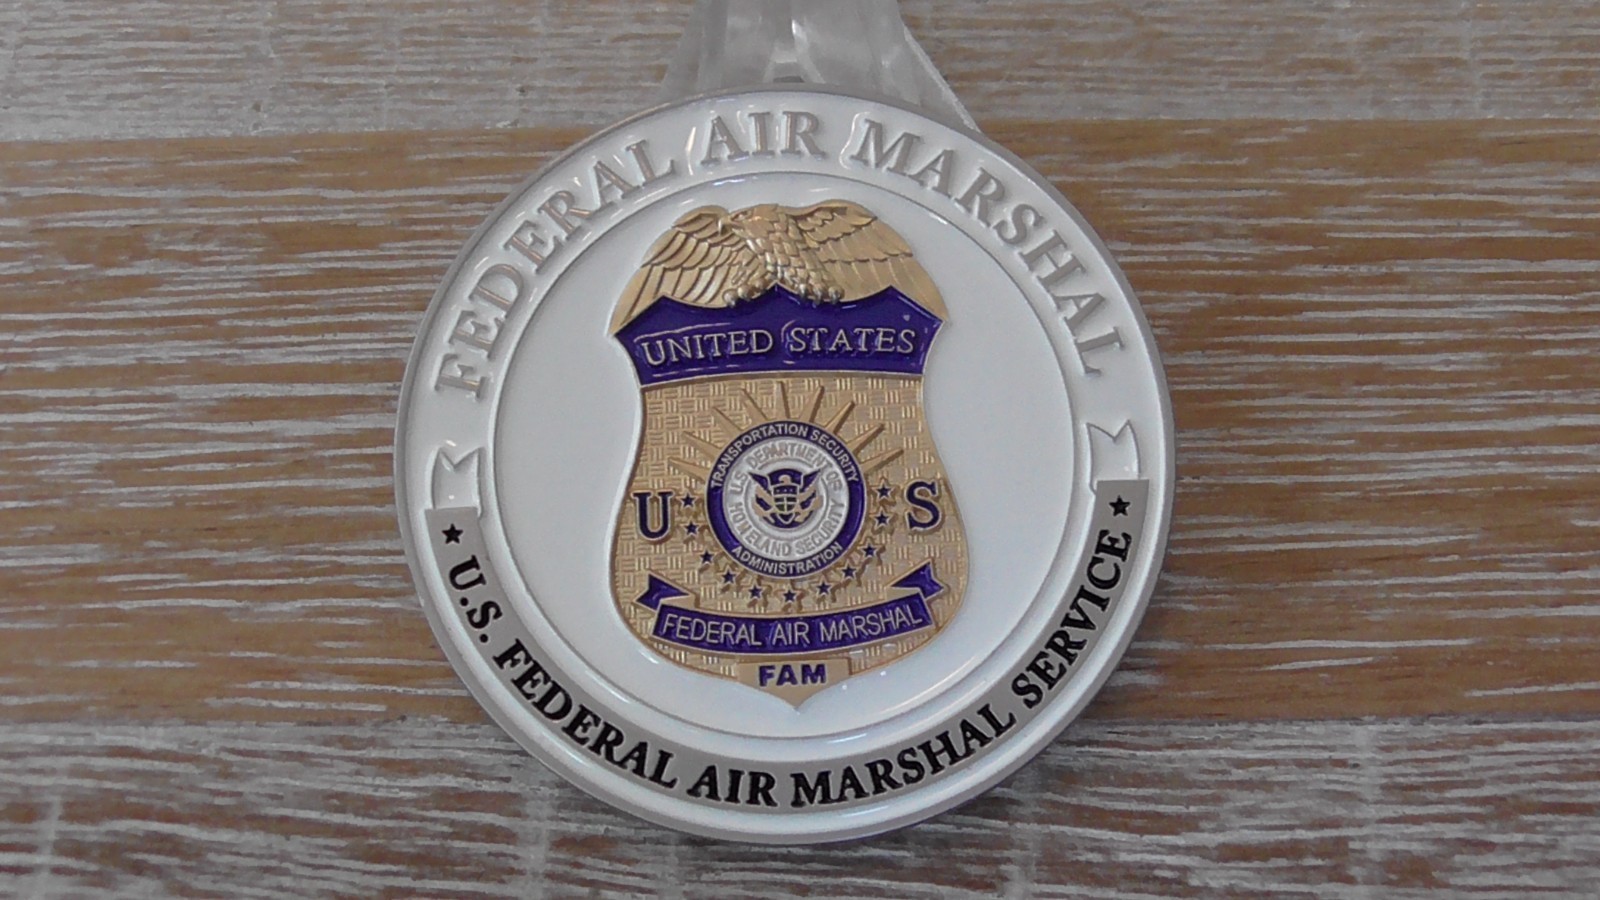 FEDERAL AIR MARSHAL
UNITED STATES
TRANSPORTATION SECURITY
U.S. DEPARTMENT OF
U S
HOMELAND SECURITY
ADMINISTRATION
FEDERAL AIR MARSHAL
FAM
★ U.S. FEDERAL AIR MARSHAL SERVICE ★